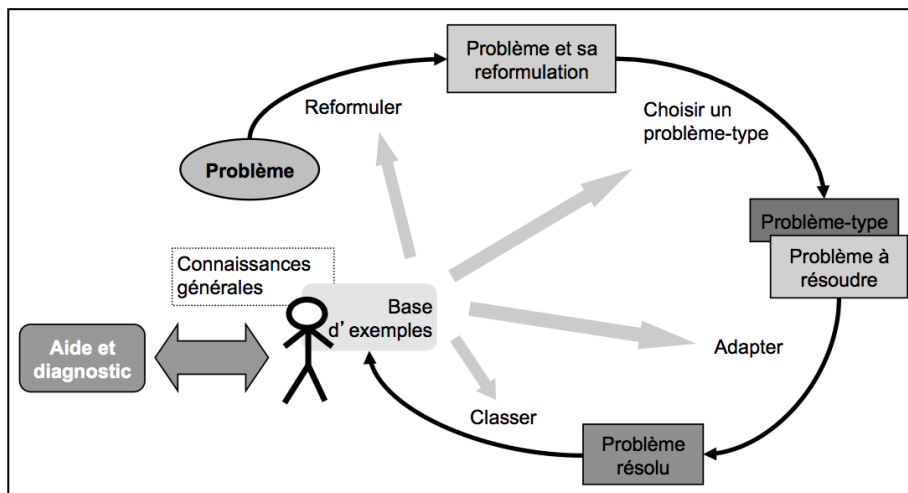 Problème et sa
reformulation
Reformuler
Choisir un
problème-type
Problème
Problème-type
Problème à
résoudre
Connaissances
générales
Base
d’exemples
Aide et
diagnostic
Adapter
Classer
Problème
résolu